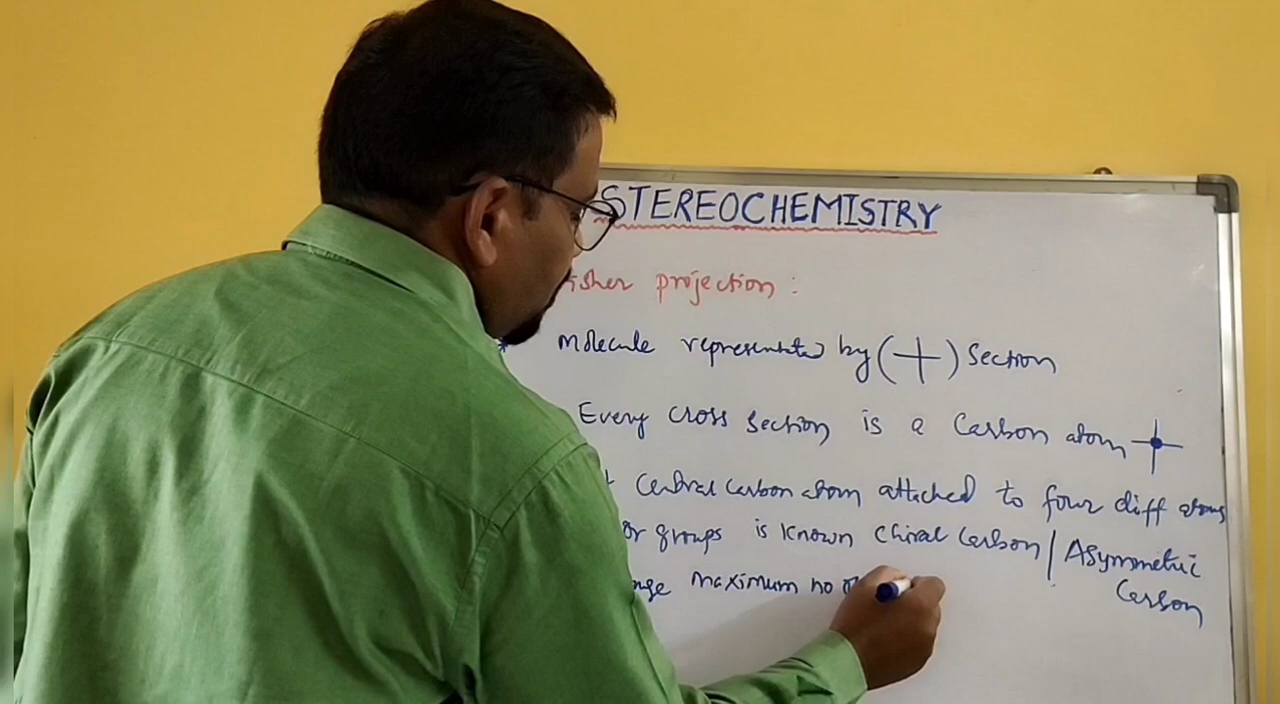 STEREOCHEMISTRY
isher projection :
* Molecule representated by (+) Section
Every cross section is a Carbon atom
Central carbon atom attached to four diff atoms
or groups is known chiral Carbon / Asymmetric
Carbon
nge maximum no